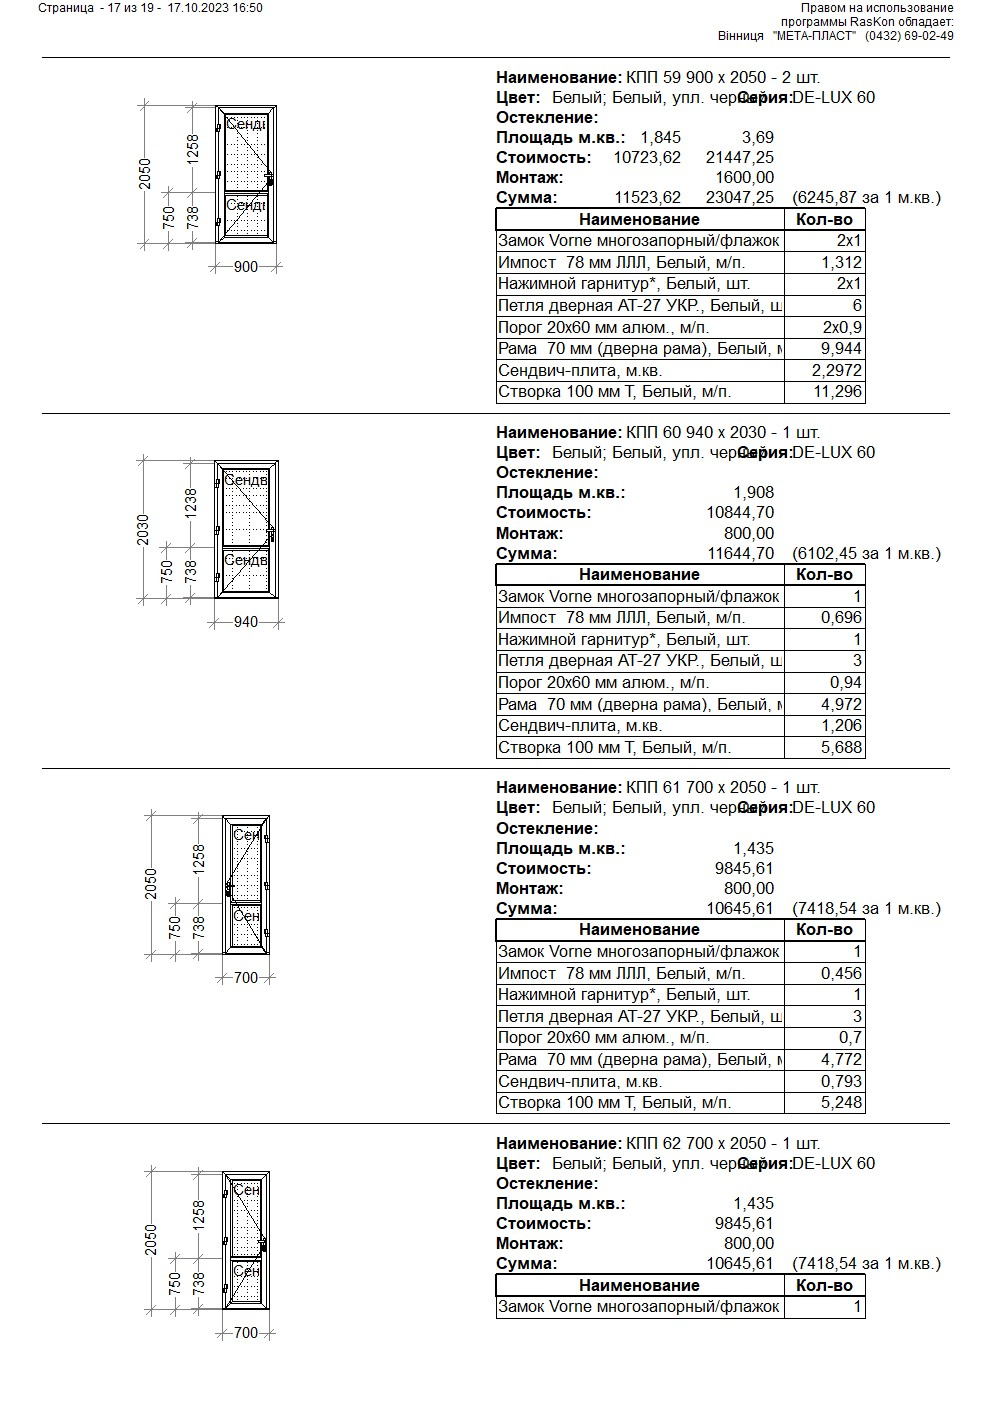 Страница - 17 из 19 - 17.10.2023 16:50
Правом на использование
программы RasKon обладает:
Вінниця "МЕТА-ПЛАСТ" (0432) 69-02-49
Наименование: КПП 59 900 x 2050 - 2 шт.
Цвет: Белый; Белый, упл. черный Серия: DE-LUX 60
Остекление:
Площадь м.кв.: 1,845 3,69
Стоимость: 10723,62 21447,25
Монтаж: 1600,00
Сумма: 11523,62 23047,25 (6245,87 за 1 м.кв.)
Наименование Кол-во
Замок Vorne многозапорный/флажок 2x1
Импост 78 мм ЛЛЛ, Белый, м/п. 1,312
Нажимной гарнитур*, Белый, шт. 2x1
Петля дверная АТ-27 УКР., Белый, ш 6
Порог 20x60 мм алюм., м/п. 2x0,9
Рама 70 мм (дверна рама), Белый, м 9,944
Сендвич-плита, м.кв. 2,2972
Створка 100 мм Т, Белый, м/п. 11,296
2050
1258
750
738
Сендв
Сендв
900
Наименование: КПП 60 940 x 2030 - 1 шт.
Цвет: Белый; Белый, упл. черный Серия: DE-LUX 60
Остекление:
Площадь м.кв.: 1,908
Стоимость: 10844,70
Монтаж: 800,00
Сумма: 11644,70 (6102,45 за 1 м.кв.)
Наименование Кол-во
Замок Vorne многозапорный/флажок 1
Импост 78 мм ЛЛЛ, Белый, м/п. 0,696
Нажимной гарнитур*, Белый, шт. 1
Петля дверная АТ-27 УКР., Белый, ш 3
Порог 20x60 мм алюм., м/п. 0,94
Рама 70 мм (дверна рама), Белый, м 4,972
Сендвич-плита, м.кв. 1,206
Створка 100 мм Т, Белый, м/п. 5,688
2030
1238
750
738
Сендв
Сендв
940
Наименование: КПП 61 700 x 2050 - 1 шт.
Цвет: Белый; Белый, упл. черный Серия: DE-LUX 60
Остекление:
Площадь м.кв.: 1,435
Стоимость: 9845,61
Монтаж: 800,00
Сумма: 10645,61 (7418,54 за 1 м.кв.)
Наименование Кол-во
Замок Vorne многозапорный/флажок 1
Импост 78 мм ЛЛЛ, Белый, м/п. 0,456
Нажимной гарнитур*, Белый, шт. 1
Петля дверная АТ-27 УКР., Белый, ш 3
Порог 20x60 мм алюм., м/п. 0,7
Рама 70 мм (дверна рама), Белый, м 4,772
Сендвич-плита, м.кв. 0,793
Створка 100 мм Т, Белый, м/п. 5,248
2050
1258
750
738
Сен
Сен
700
Наименование: КПП 62 700 x 2050 - 1 шт.
Цвет: Белый; Белый, упл. черный Серия: DE-LUX 60
Остекление:
Площадь м.кв.: 1,435
Стоимость: 9845,61
Монтаж: 800,00
Сумма: 10645,61 (7418,54 за 1 м.кв.)
Наименование Кол-во
Замок Vorne многозапорный/флажок 1
2050
1258
750
738
Сен
Сен
700